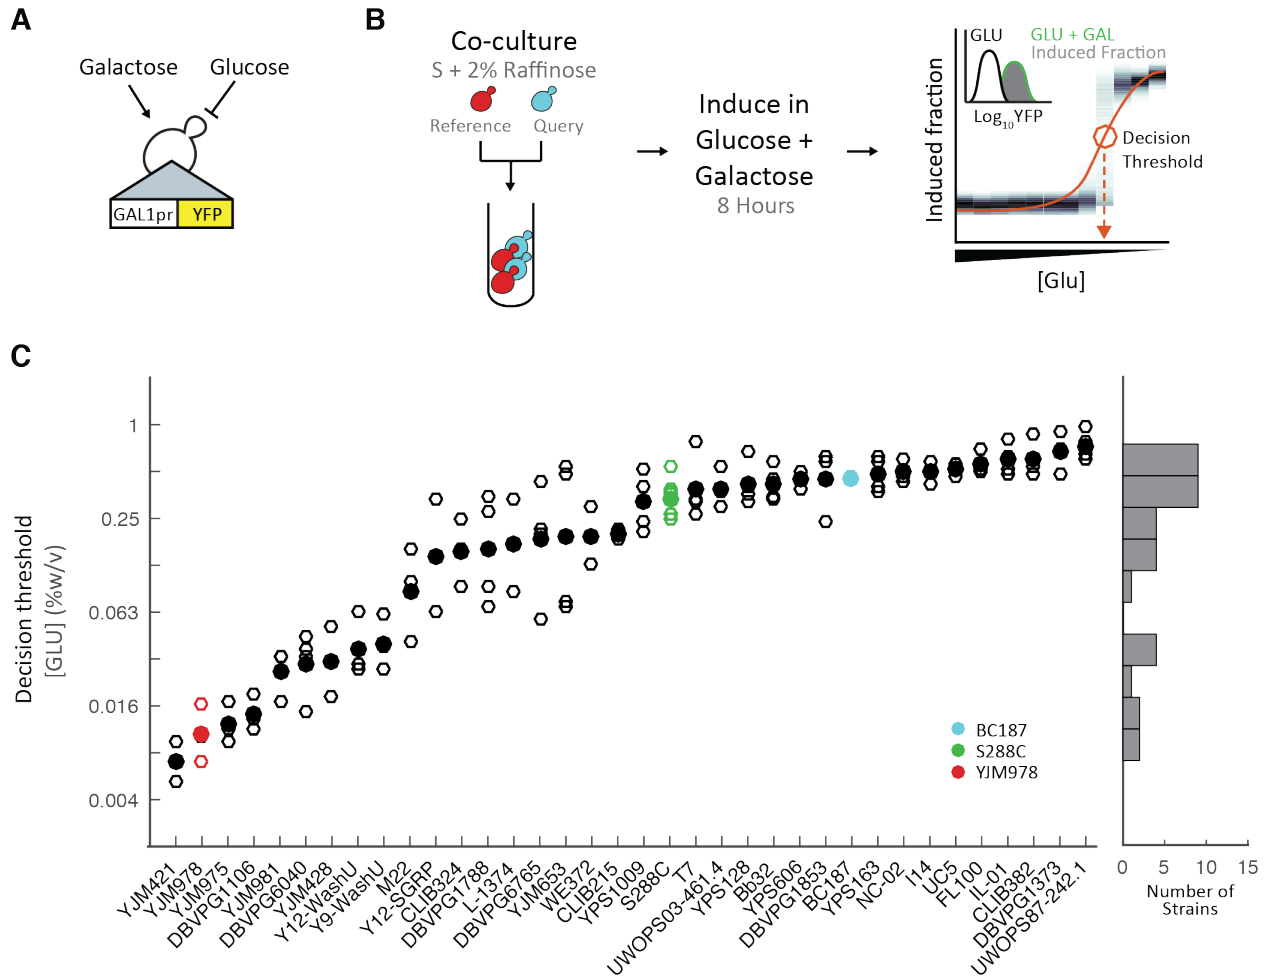 A
Galactose
Glucose
GAL1pr
YFP
B
Co-culture
S + 2% Raffinose
Reference
Query
Induce in
Glucose +
Galactose
8 Hours
Induced fraction
GLU
GLU + GAL
Induced Fraction
Log10YFP
Decision
Threshold
[Glu]
C
Decision threshold
[GLU] (%w/v)
1
0.25
0.063
0.016
0.004
BC187
S288C
YJM978
YJM421
YJM978
YJM975
DBVPG1106
YJM981
DBVPG6040
YJM428
Y12-WashU
Y9-WashU
M22
Y12-SGRP
CLIB324
DBVPG1788
L-1374
DBVPG6765
YJM653
WE372
CLIB215
YPS1009
S288C
T7
UWOPS03-461.4
YPS128
Bb32
YPS606
DBVPG1853
BC187
YPS163
NC-02
I14
UC5
FL100
IL-01
CLIB382
DBVPG1373
UWOPS87-242.1
0 5 10 15
Number of
Strains